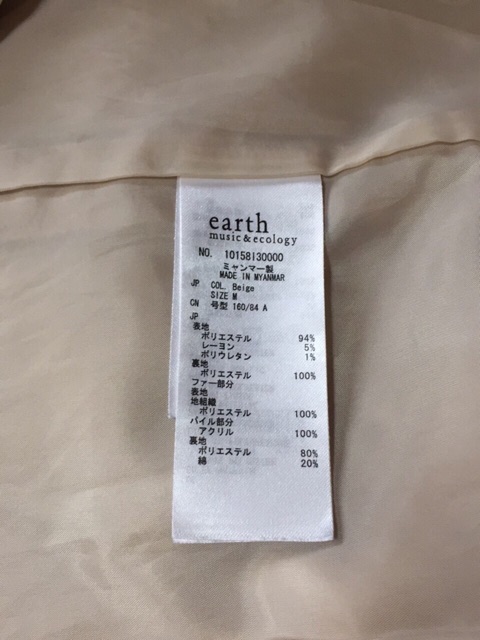 earth
music&ecology
NO. 10158I30000
ミャンマー製
MADE IN MYANMAR
JP COL. Beige
SIZE M
CN 号型 160/84 A
JP
表地
ポリエステル 94%
レーヨン 5%
ポリウレタン 1%
裏地
ポリエステル 100%
ファー部分
表地
地組織
ポリエステル 100%
パイル部分
アクリル 100%
裏地
ポリエステル 80%
綿 20%